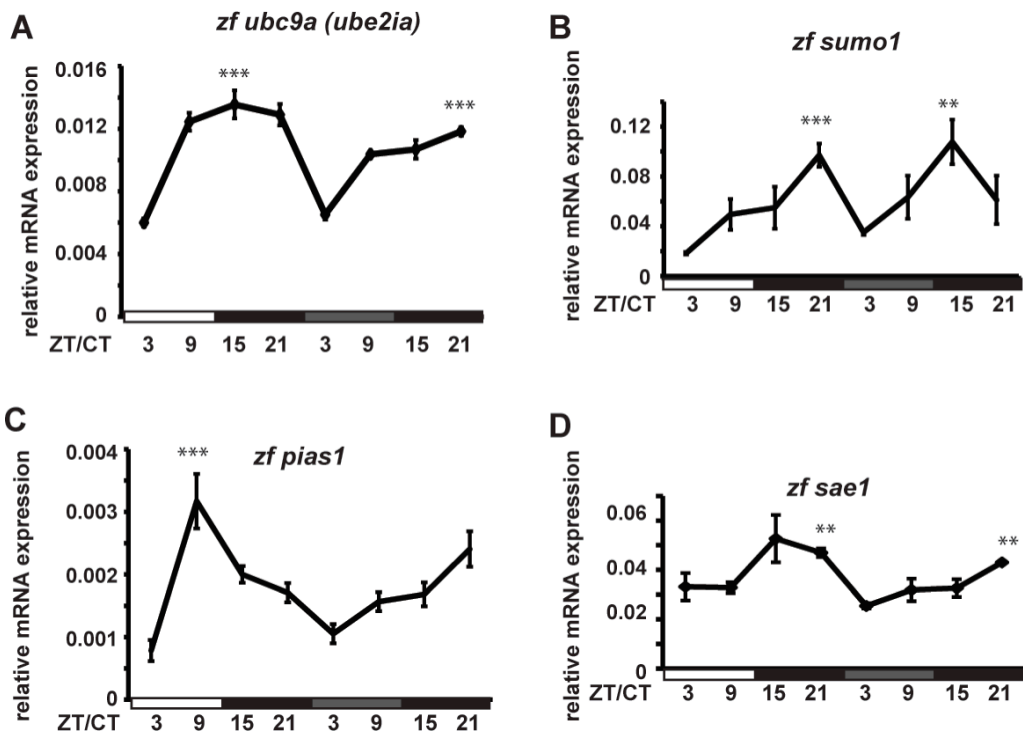 A
zf ubc9a (ube2ia)
relative mRNA expression
0.016
0.012
0.008
0.004
0
***
***
ZT/CT 3 9 15 21 3 9 15 21
B
zf sumo1
relative mRNA expression
0.12
0.08
0.04
0
***
**
ZT/CT 3 9 15 21 3 9 15 21
C
zf pias1
relative mRNA expression
0.004
0.003
0.002
0.001
0
***
ZT/CT 3 9 15 21 3 9 15 21
D
zf sae1
relative mRNA expression
0.06
0.04
0.02
0
**
**
ZT/CT 3 9 15 21 3 9 15 21